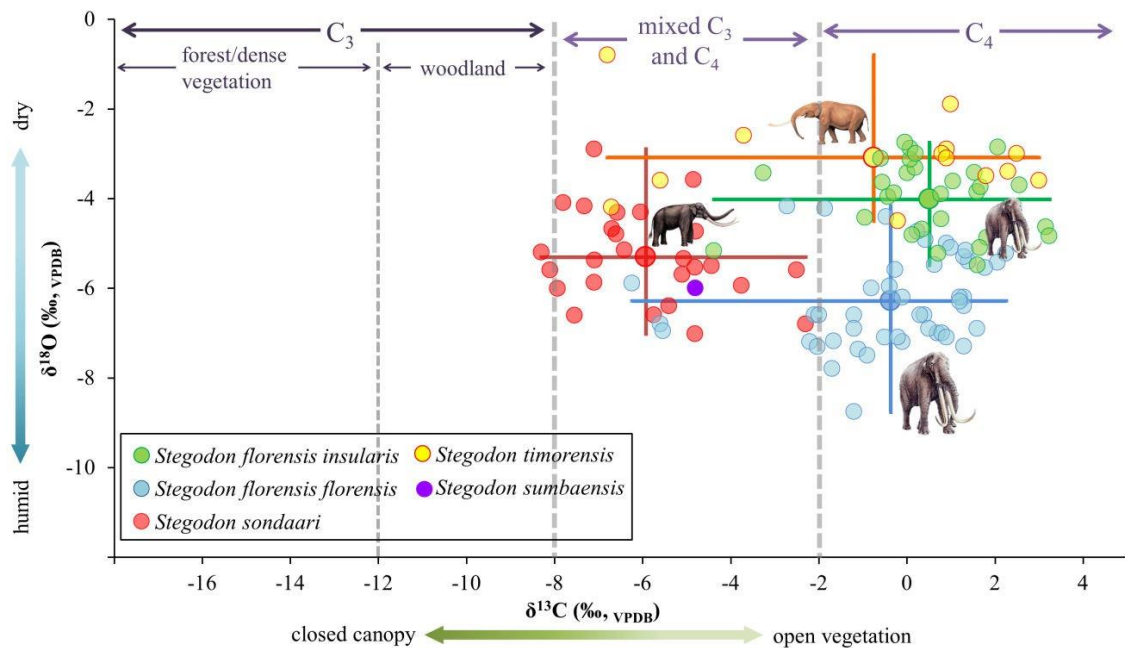 C₃
mixed C₃
and C₄
C₄
forest/dense
vegetation
woodland
0
-2
-4
-6
-8
-10
dry
humid
δ¹⁸O (‰, VPDB)
Stegodon florensis insularis
Stegodon timorensis
Stegodon florensis florensis
Stegodon sumbaensis
Stegodon sondaari
-16 -14 -12 -10 -8 -6 -4 -2 0 2 4
δ¹³C (‰, VPDB)
closed canopy
open vegetation